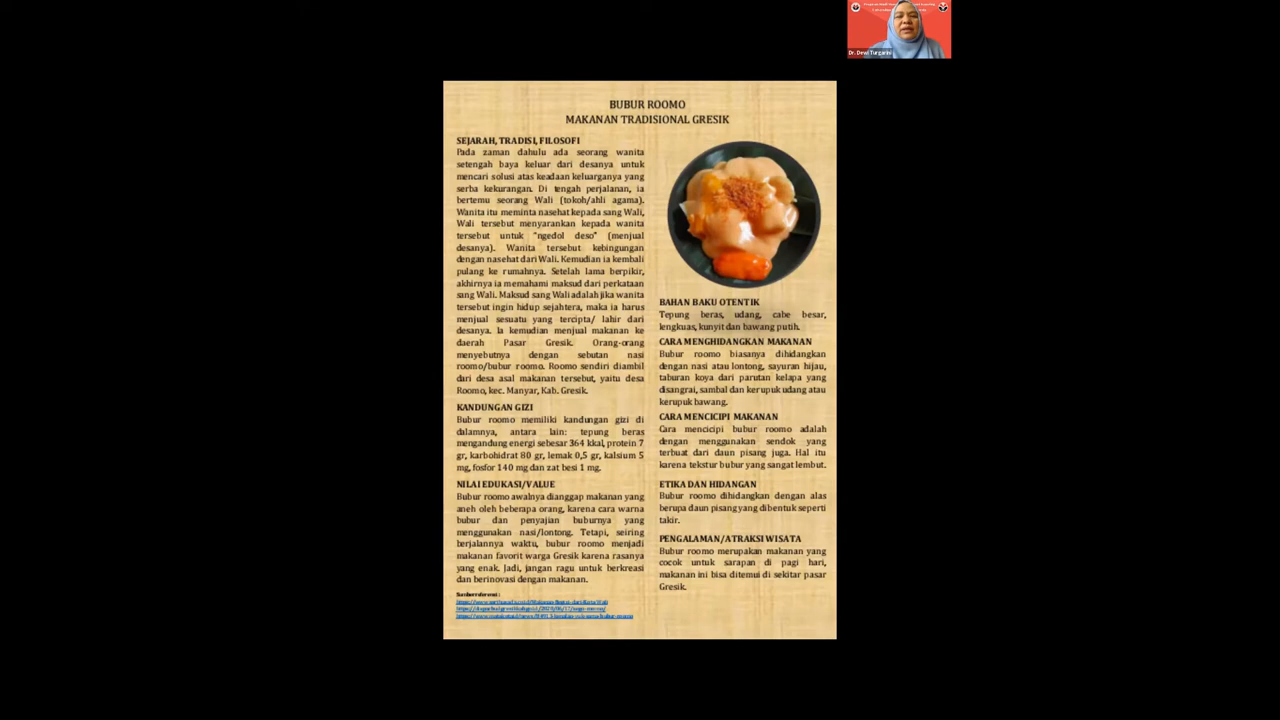 Dr. Dewi Turgarini
BUBUR ROOMO
MAKANAN TRADISIONAL GRESIK
SEJARAH, TRADISI, FILOSOFI
Pada zaman dahulu ada seorang wanita
setengah baya keluar dari desanya untuk
mencari solusi atas keadaan keluarganya yang
serba kekurangan. Di tengah perjalanan, ia
bertemu seorang Wali (tokoh/ahli agama).
Wanita itu meminta nasehat kepada sang Wali,
Wali tersebut menyarankan kepada wanita
tersebut untuk "ngedol deso" (menjual
desanya). Wanita tersebut kebingungan
dengan nasehat dari Wali. Kemudian ia kembali
pulang ke rumahnya. Setelah lama berpikir,
akhirnya ia memahami maksud dari perkataan
sang Wali. Maksud sang Wali adalah jika wanita
tersebut ingin hidup sejahtera, maka ia harus
menjual sesuatu yang tercipta/ lahir dari
desanya. Ia kemudian menjual makanan ke
daerah Pasar Gresik. Orang-orang
menyebutnya dengan sebutan nasi
roomo/bubur roomo. Roomo sendiri diambil
dari desa asal makanan tersebut, yaitu desa
Roomo, kec. Manyar, Kab. Gresik.
KANDUNGAN GIZI
Bubur roomo memiliki kandungan gizi di
dalamnya, antara lain: tepung beras
mengandung energi sebesar 364 kkal, protein 7
gr, karbohidrat 80 gr, lemak 0,5 gr, kalsium 5
mg, fosfor 140 mg dan zat besi 1 mg.
NILAI EDUKASI/VALUE
Bubur roomo awalnya dianggap makanan yang
aneh oleh beberapa orang, karena cara warna
bubur dan penyajian buburnya yang
menggunakan nasi/lontong. Tetapi, seiring
berjalannya waktu, bubur roomo menjadi
makanan favorit warga Gresik karena rasanya
yang enak. Jadi, jangan ragu untuk berkreasi
dan berinovasi dengan makanan.
Sumber referensi :
BAHAN BAKU OTENTIK
Tepung beras, udang, cabe besar,
lengkuas, kunyit dan bawang putih.
CARA MENGHIDANGKAN MAKANAN
Bubur roomo biasanya dihidangkan
dengan nasi atau lontong, sayuran hijau,
taburan koya dari parutan kelapa yang
disangrai, sambal dan kerupuk udang atau
kerupuk bawang.
CARA MENCICIPI MAKANAN
Cara mencicipi bubur roomo adalah
dengan menggunakan sendok yang
terbuat dari daun pisang juga. Hal itu
karena tekstur bubur yang sangat lembut.
ETIKA DAN HIDANGAN
Bubur roomo dihidangkan dengan alas
berupa daun pisang yang dibentuk seperti
takir.
PENGALAMAN/ATRAKSI WISATA
Bubur roomo merupakan makanan yang
cocok untuk sarapan di pagi hari,
makanan ini bisa ditemui di sekitar pasar
Gresik.